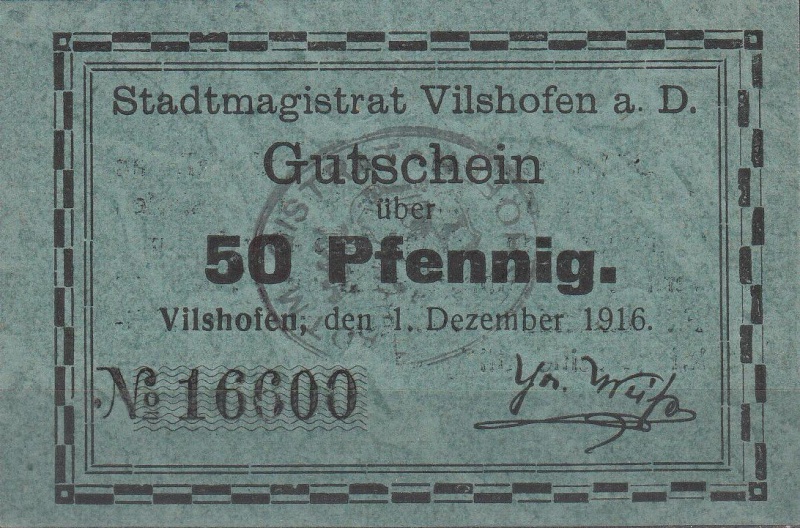 Stadtmagistrat Vilshofen a. D.
Gutschein
über
50 Pfennig.
Vilshofen, den 1. Dezember 1916.
No 16600